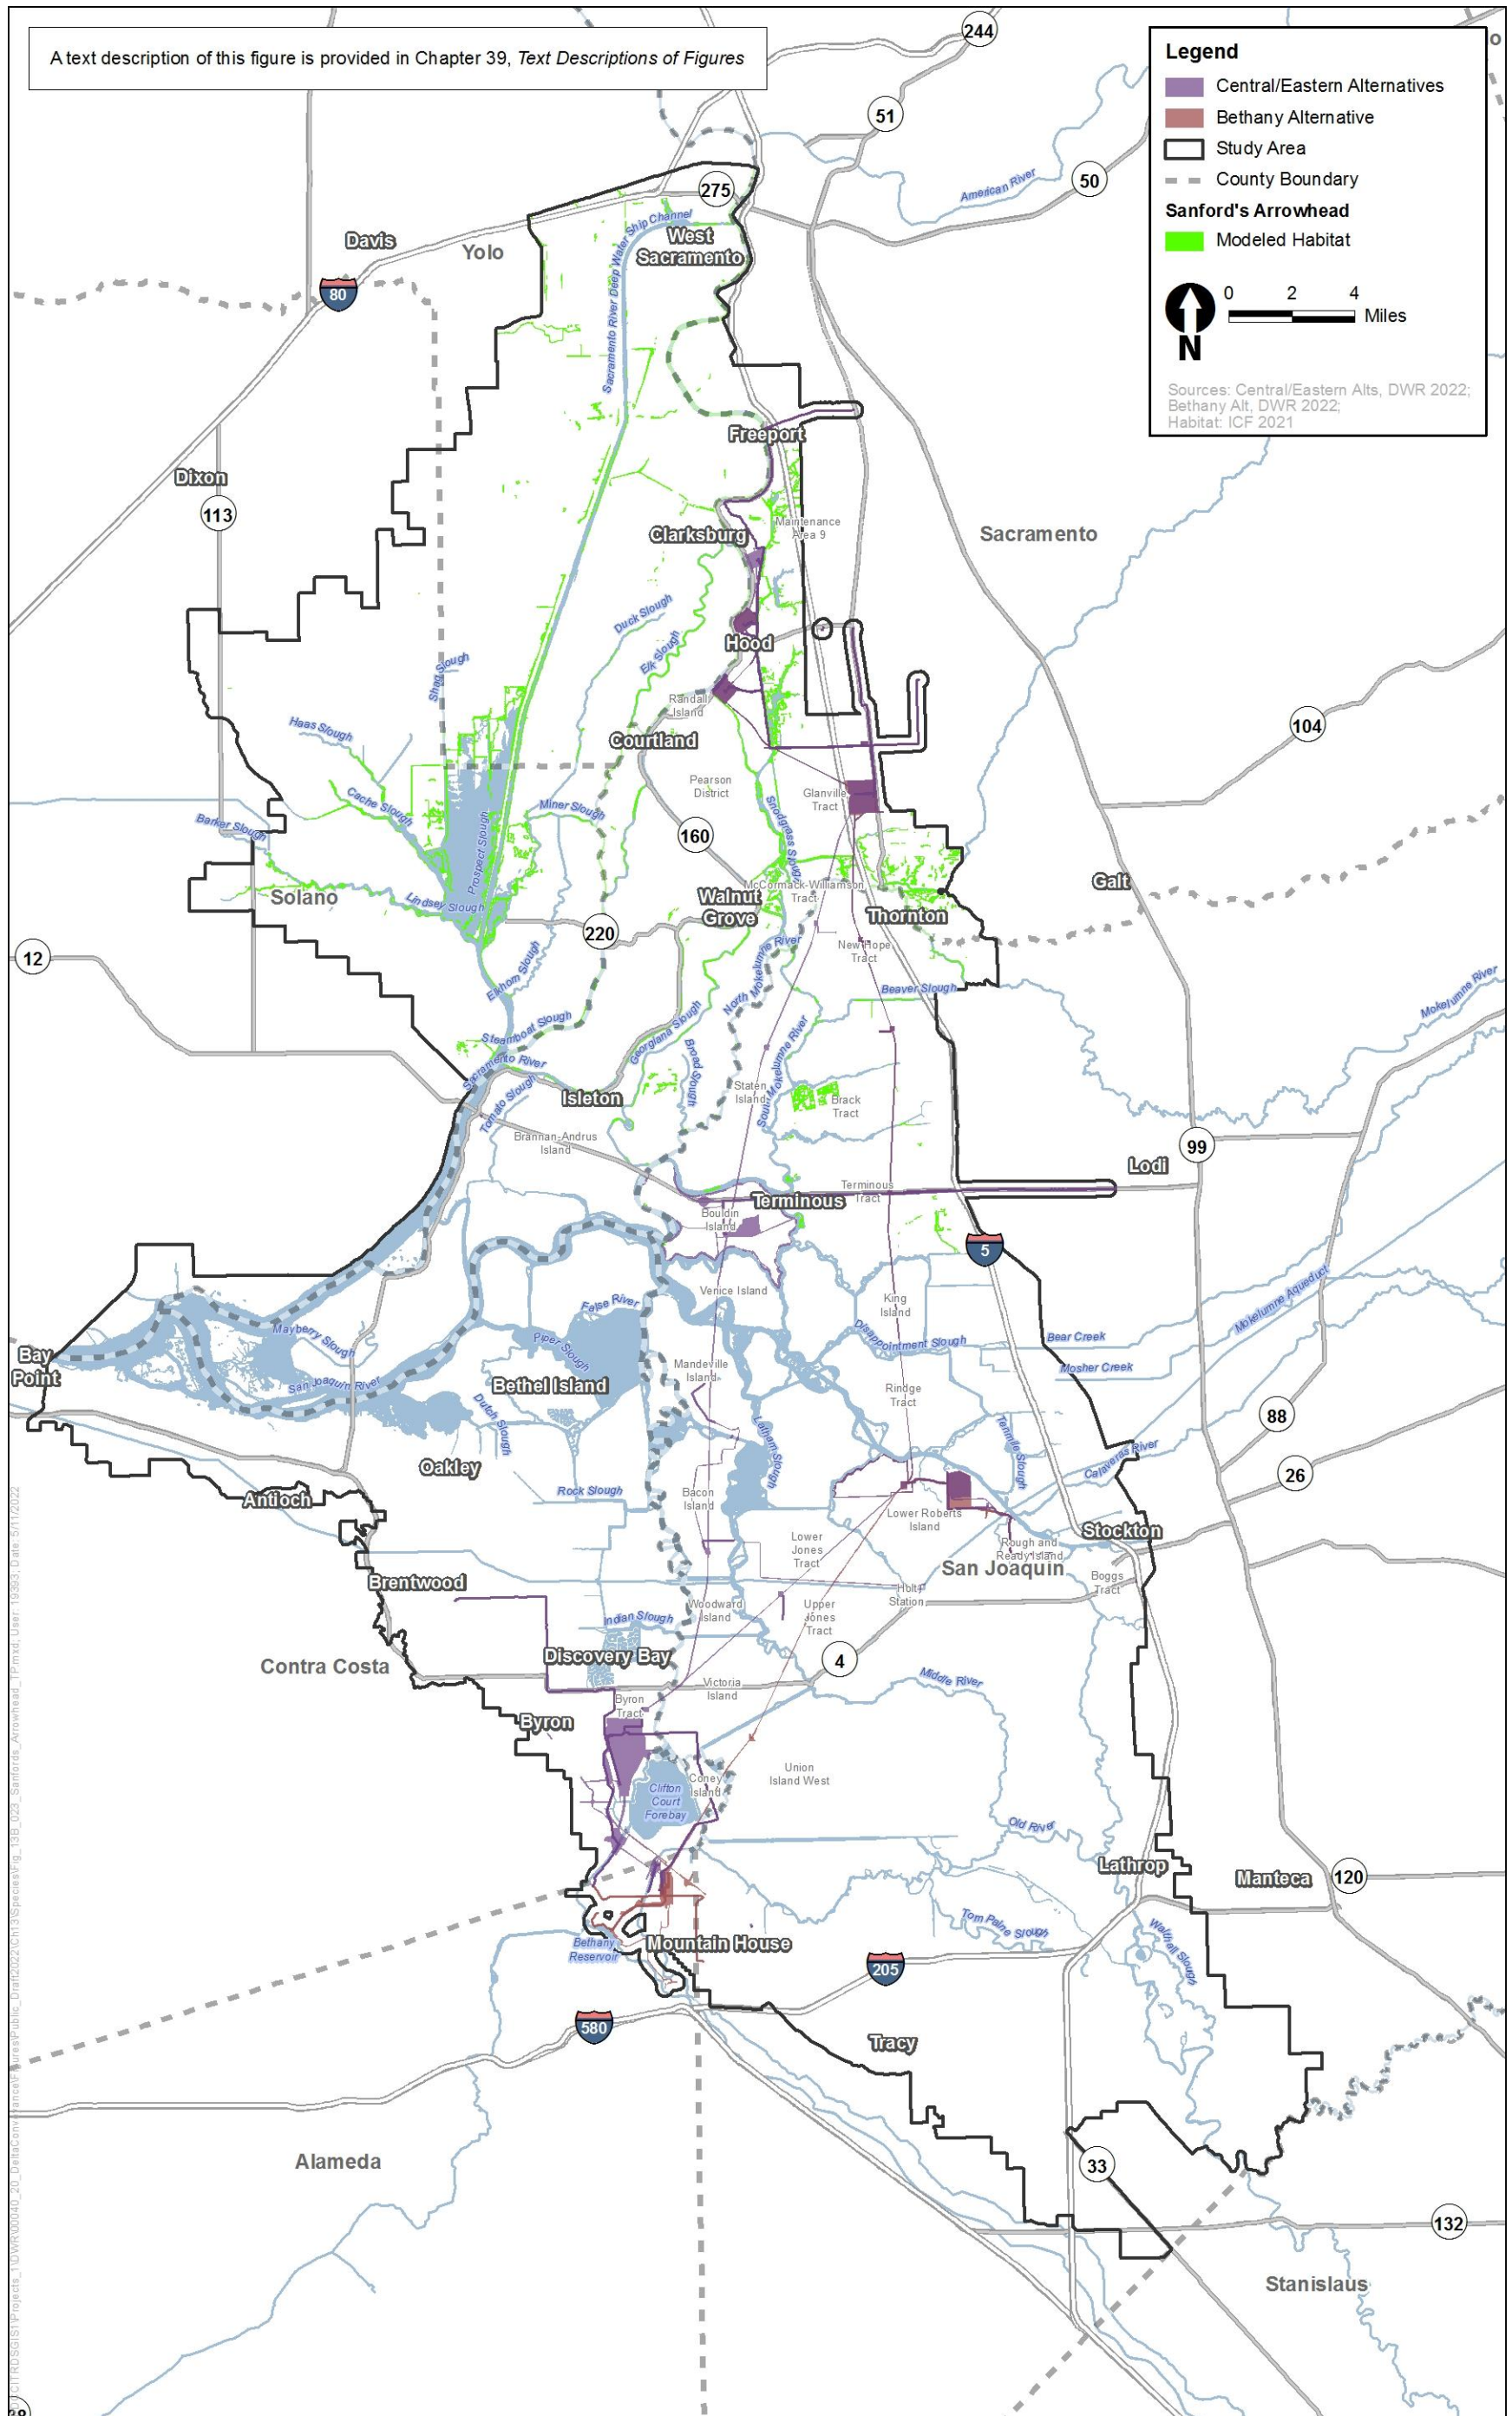 A text description of this figure is provided in Chapter 39, Text Descriptions of Figures
Legend
Central/Eastern Alternatives
Bethany Alternative
Study Area
County Boundary
Sanford's Arrowhead
Modeled Habitat
0 2 4
Miles
N
Sources: Central/Eastern Alts, DWR 2022;
Bethany Alt, DWR 2022;
Habitat: ICF 2021
244
51
50
American River
275
Sacramento River Deep Water Ship Channel
West
Sacramento
Davis
Yolo
80
Freeport
Dixon
113
Clarksburg
Maintenance
Area 9
Sacramento
Duck Slough
Elk Slough
Hood
Shag Slough
Randall
Island
Haas Slough
Courtland
104
Pearson
District
Glanville
Tract
Cache Slough
Miner Slough
Snodgrass Slough
Barker Slough
160
Prospect Slough
Galt
McCormack-Williamson
Tract
Solano
Lindsey Slough
Walnut
Grove
Thornton
220
New Hope
Tract
12
North Mokelumne River
Elkhorn Slough
Beaver Slough
Mokelumne River
Steamboat Slough
Georgiana Slough
Sacramento River
Broad Slough
South Mokelumne River
Tomato Slough
Isleton
Staten
Island
Brack
Tract
Brannan-Andrus
Island
99
Lodi
Terminous
Tract
Terminous
Bouldin
Island
5
Venice Island
King
Island
Mokelumne Aqueduct
False River
Mayberry Slough
Piper Slough
Disappointment Slough
Bear Creek
Bay
Point
Mosher Creek
San Joaquin River
Bethel Island
Mandeville
Island
Rindge
Tract
88
Dutch Slough
Latham Slough
Tenmile Slough
Calaveras River
26
Oakley
Antioch
Rock Slough
Bacon
Island
Lower Roberts
Island
Stockton
Lower
Jones
Tract
Rough and
Ready Island
San Joaquin
Boggs
Tract
Brentwood
Holt
Station
Woodward
Island
Upper
Jones
Tract
Indian Slough
Discovery Bay
Contra Costa
4
Middle River
Victoria
Island
Byron
Tract
Byron
Union
Island West
Coney
Island
Clifton
Court
Forebay
Old River
Lathrop
Manteca
120
Tom Paine Slough
Walthall Slough
Bethany
Reservoir
Mountain House
205
580
Tracy
Alameda
33
132
Stanislaus